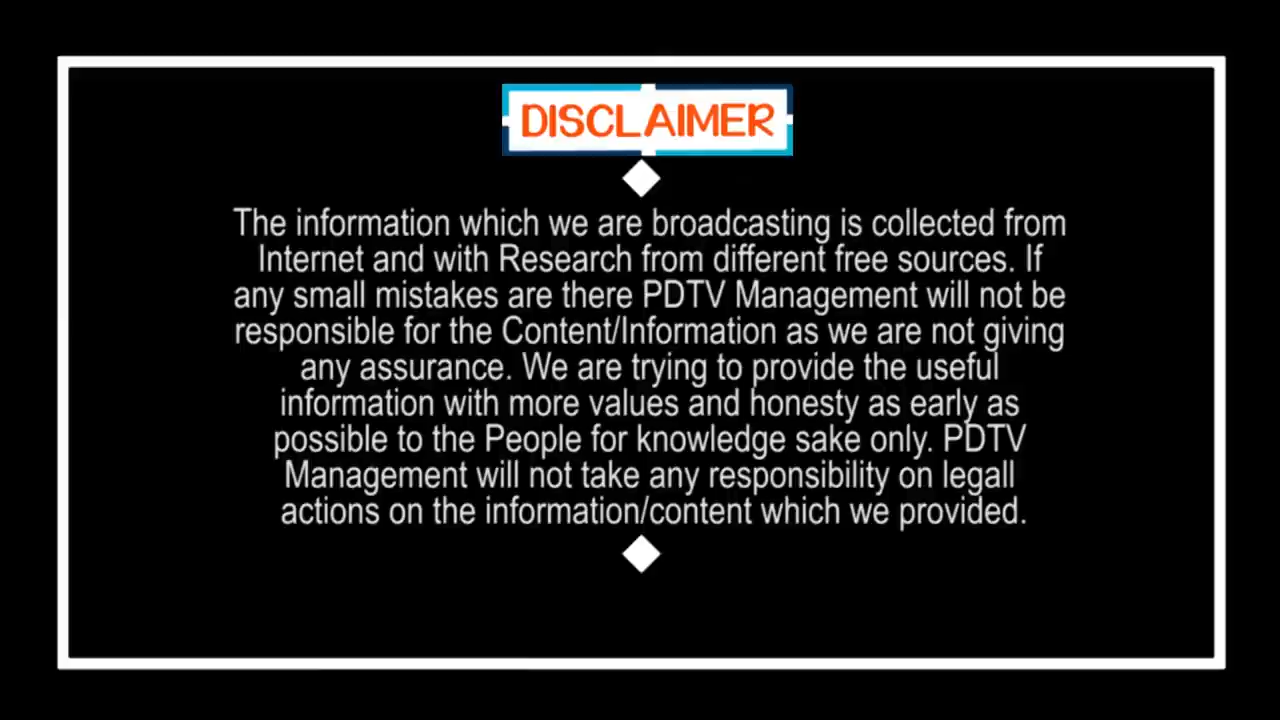 DISCLAIMER
The information which we are broadcasting is collected from
Internet and with Research from different free sources. If
any small mistakes are there PDTV Management will not be
responsible for the Content/Information as we are not giving
any assurance. We are trying to provide the useful
information with more values and honesty as early as
possible to the People for knowledge sake only. PDTV
Management will not take any responsibility on legall
actions on the information/content which we provided.